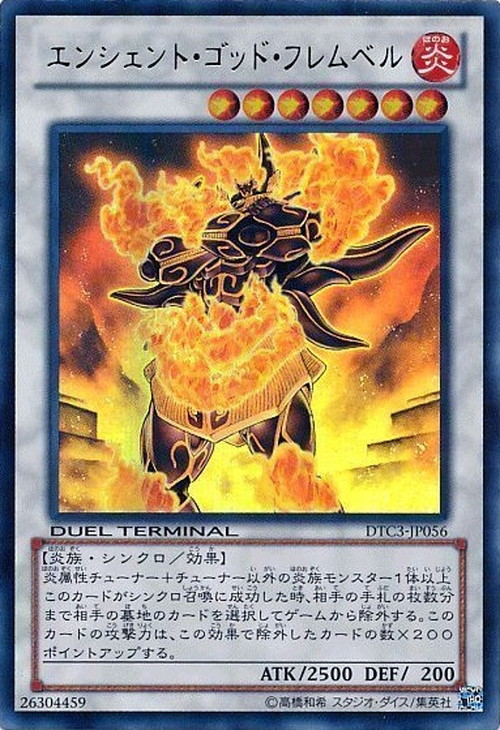 エンシェント・ゴッド・フレムベル
ほのお
炎
DUEL TERMINAL
DTC3-JP056
【炎族・シンクロ/効果】
炎属性チューナー+チューナー以外の炎族モンスター1体以上
このカードがシンクロ召喚に成功した時、相手の手札の枚数分
まで相手の墓地のカードを選択してゲームから除外する。この
カードの攻撃力は、この効果で除外したカードの数×200
ポイントアップする。
ATK/2500 DEF/ 200
26304459
©高橋和希 スタジオ・ダイス/集英社